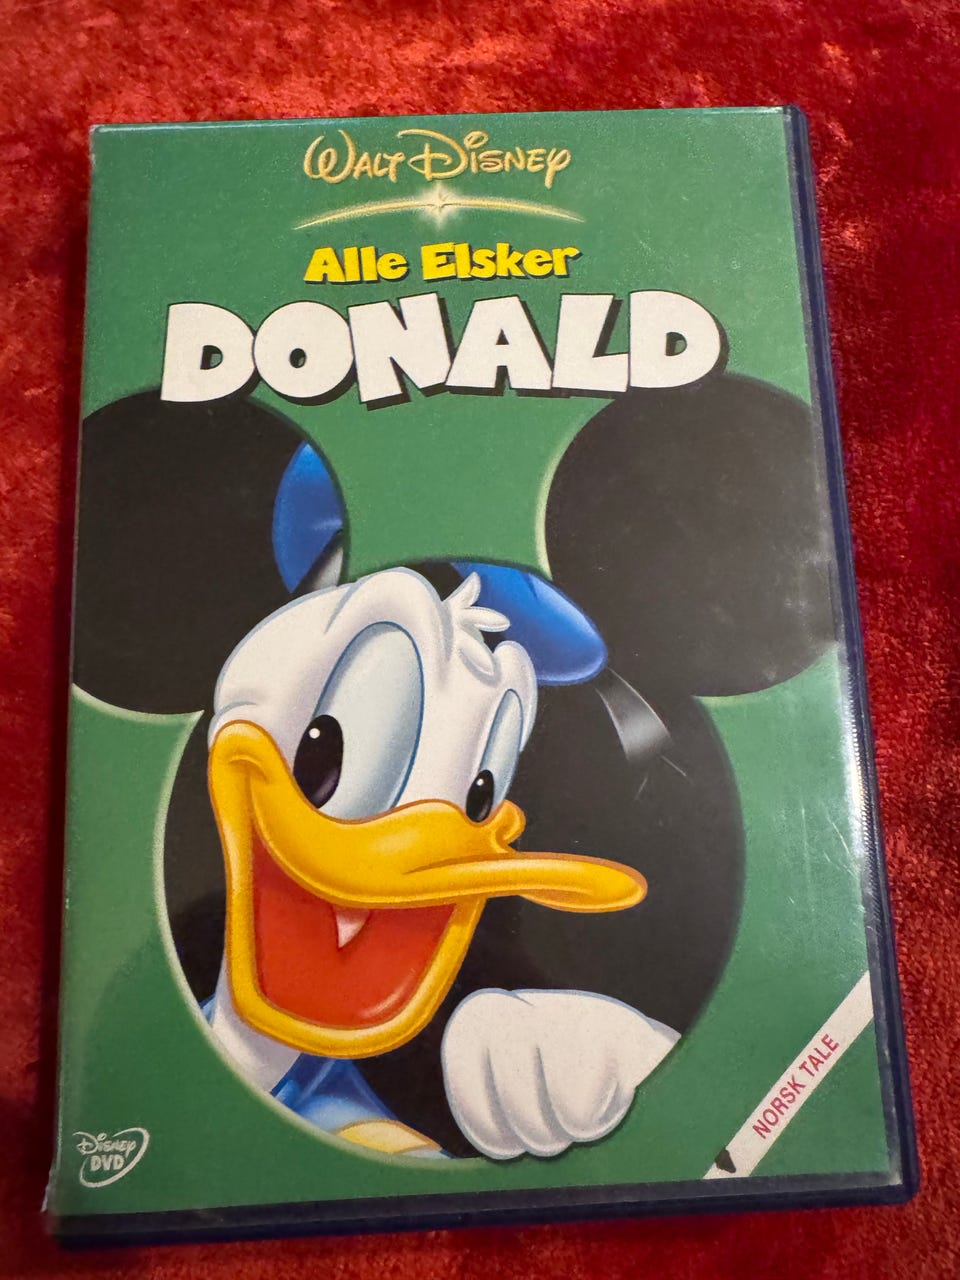 WALT DISNEY
Alle Elsker
DONALD
NORSK TALE
DISNEY
DVD